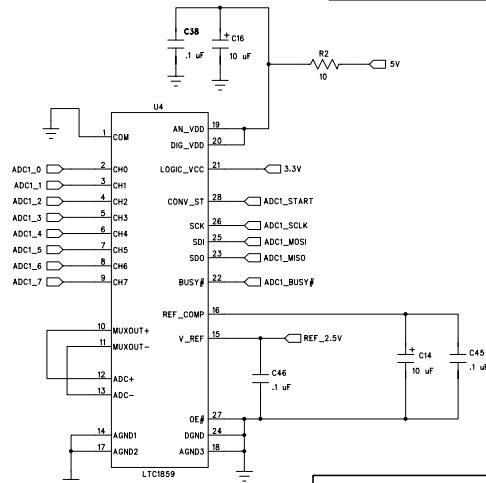 C38
.1 uF
+
C16
10 uF
R2
10
5V
U4
1 COM
AN_VDD 19
DIG_VDD 20
ADC1_0 2 CH0
LOGIC_VCC 21 3.3V
ADC1_1 3 CH1
ADC1_2 4 CH2
CONV_ST 28 ADC1_START
ADC1_3 5 CH3
ADC1_4 6 CH4
SCK 26 ADC1_SCLK
ADC1_5 7 CH5
SDI 25 ADC1_MOSI
ADC1_6 8 CH6
SDO 23 ADC1_MISO
ADC1_7 9 CH7
BUSY# 22 ADC1_BUSY#
REF_COMP 16
10 MUXOUT+
V_REF 15 REF_2.5V
11 MUXOUT-
+
C14
10 uF
C45
.1 uF
C46
.1 uF
12 ADC+
13 ADC-
OE# 27
14 AGND1
DGND 24
17 AGND2
AGND3 18
LTC1859